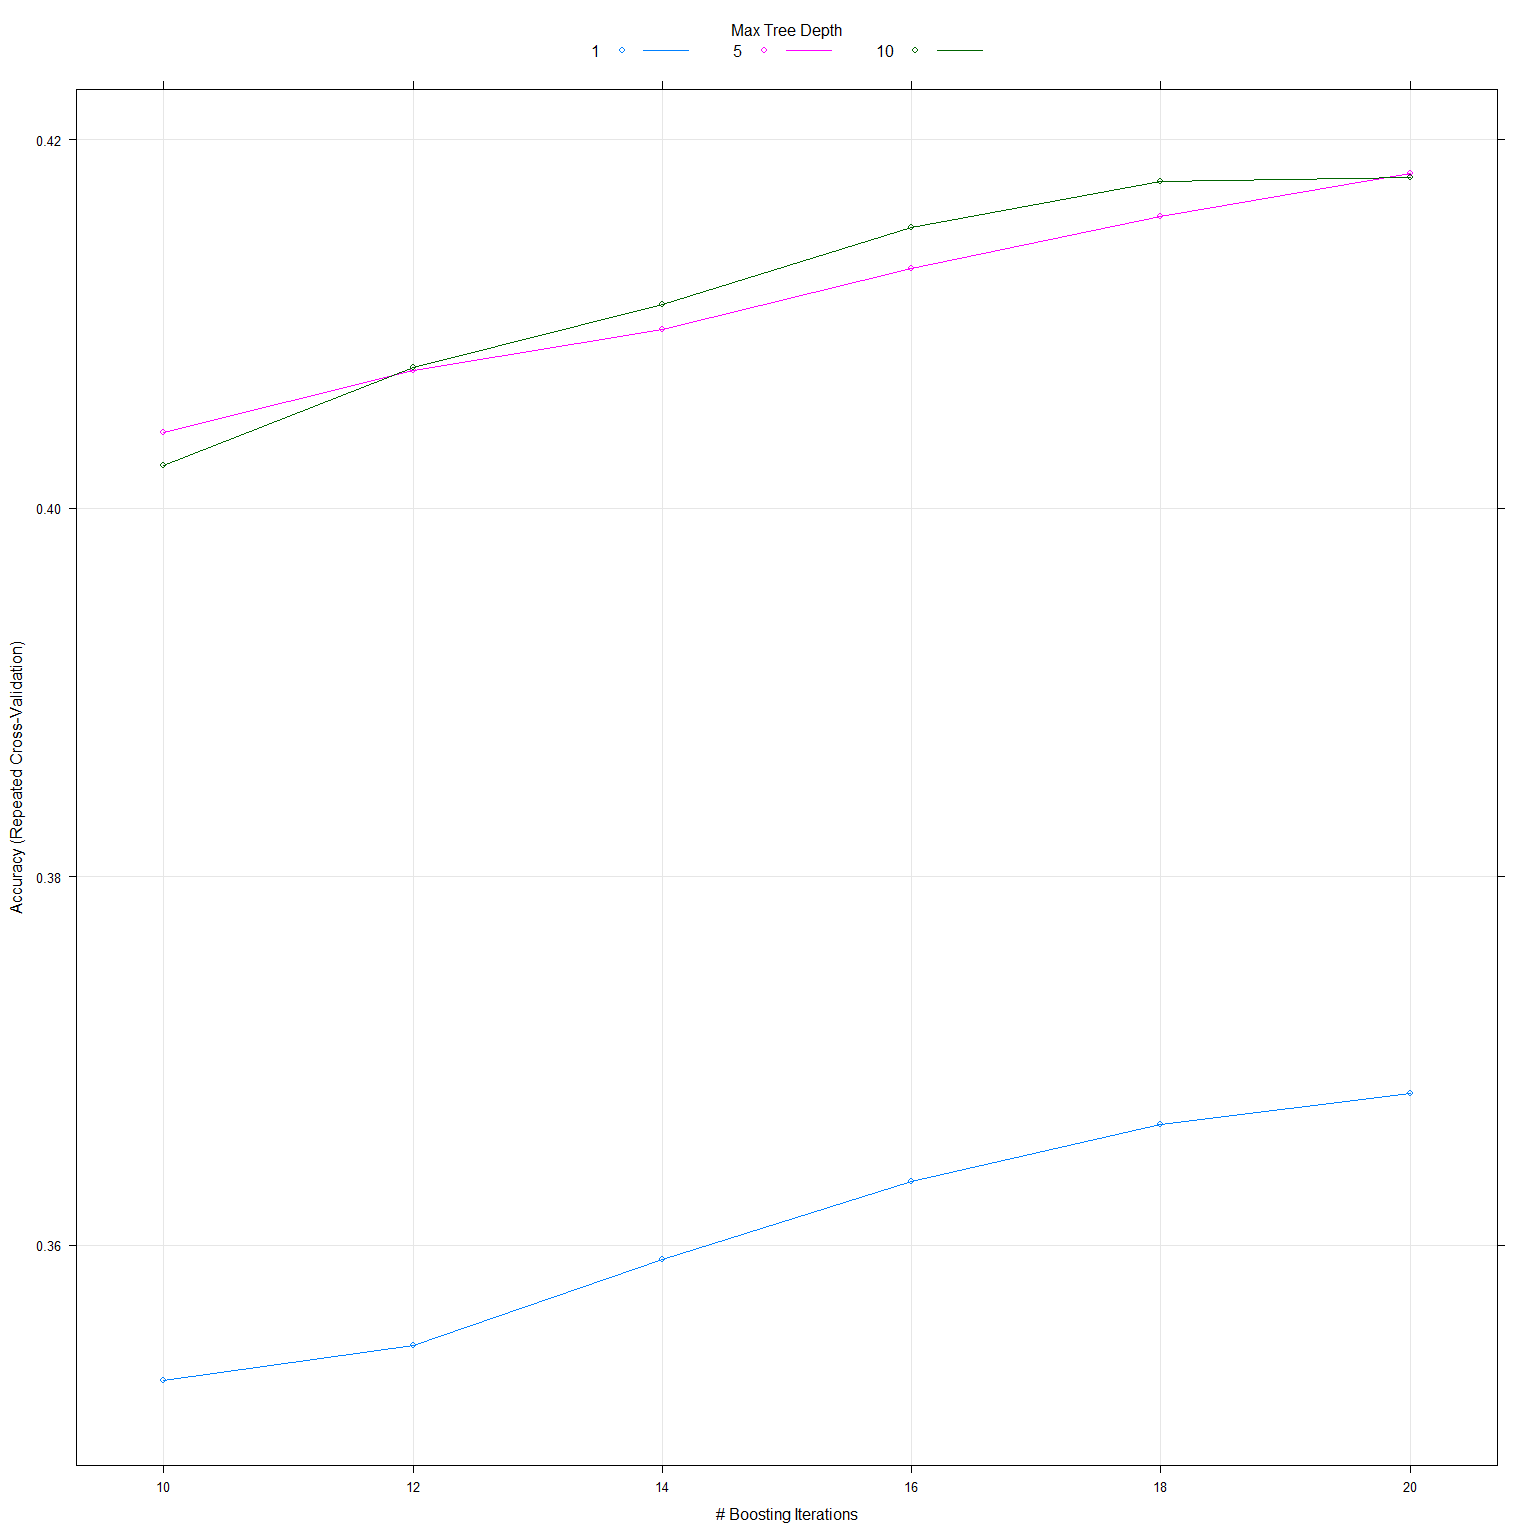 Max Tree Depth
1 5 10
0.42
0.40
0.38
0.36
Accuracy (Repeated Cross-Validation)
10 12 14 16 18 20
# Boosting Iterations